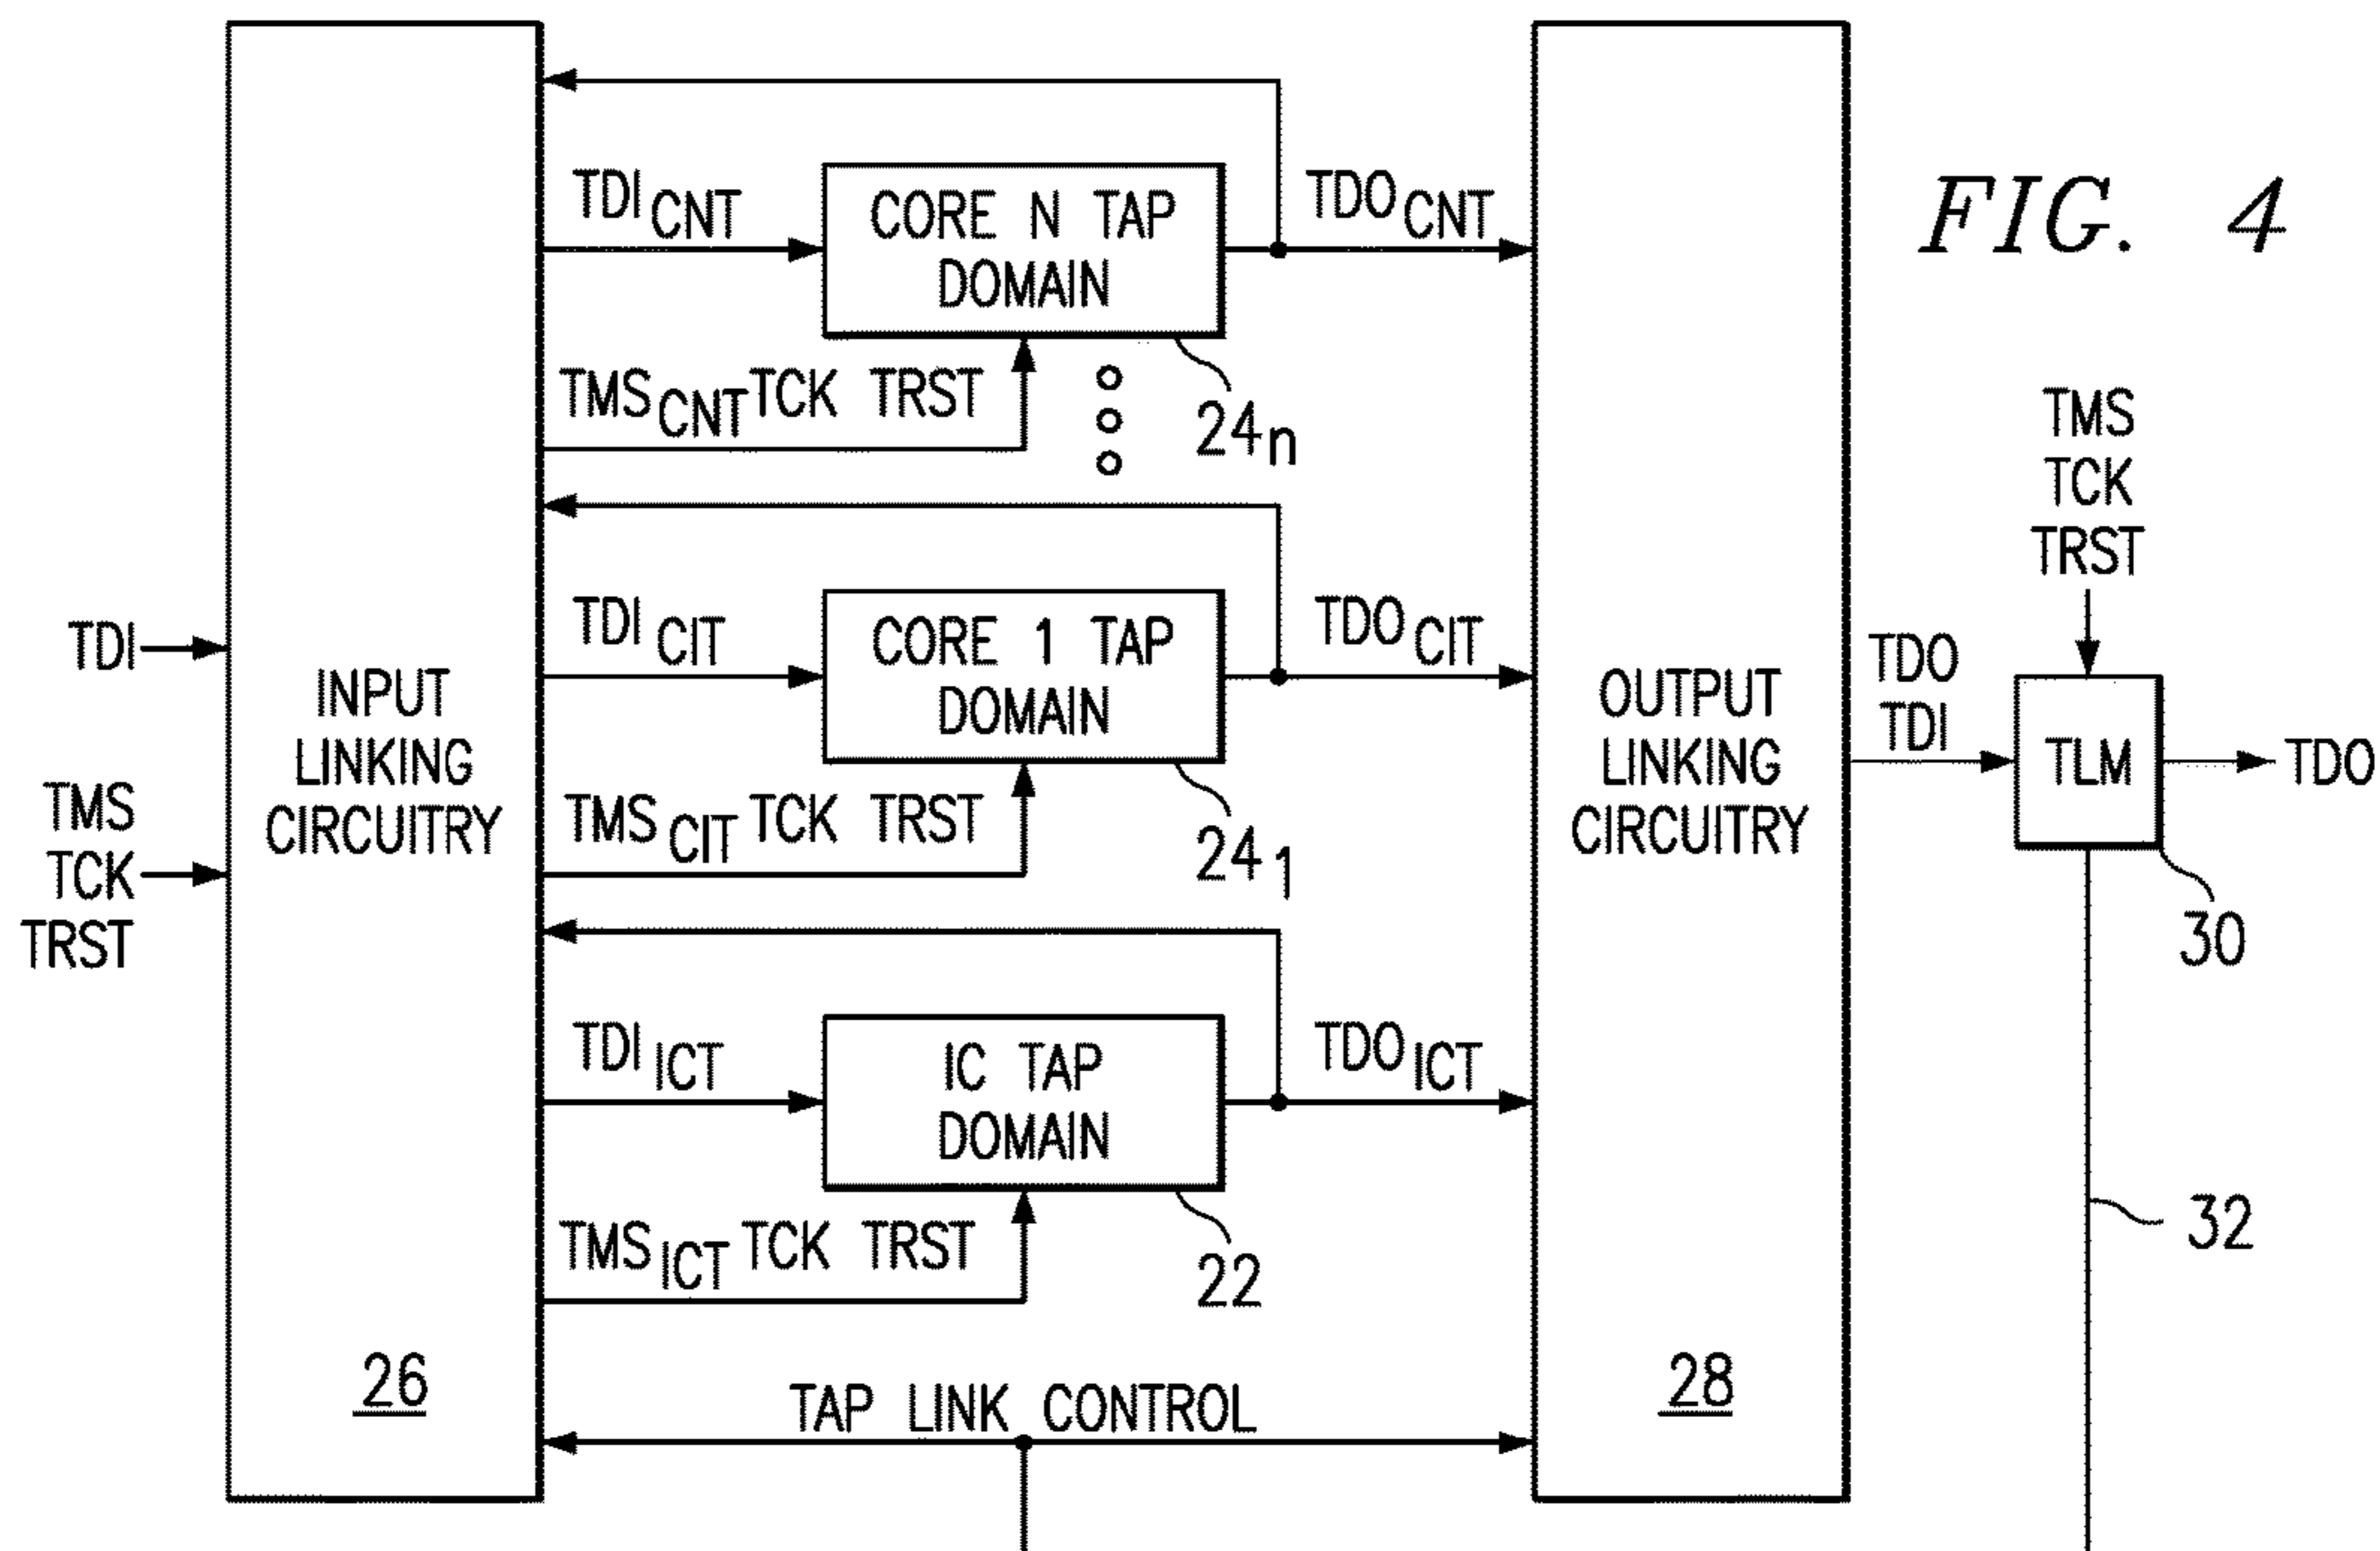 FIG. 4
TDI CNT
CORE N TAP
DOMAIN
TDO CNT
TMS CNT TCK TRST
24n
TMS
TCK
TRST
TDI
TMS
TCK
TRST
INPUT
LINKING
CIRCUITRY
26
TDI CIT
CORE 1 TAP
DOMAIN
TDO CIT
TMS CIT TCK TRST
24 1
TDI ICT
IC TAP
DOMAIN
TDO ICT
TMS ICT TCK TRST
22
TAP LINK CONTROL
OUTPUT
LINKING
CIRCUITRY
28
TDO
TDI
TLM
TDO
30
32